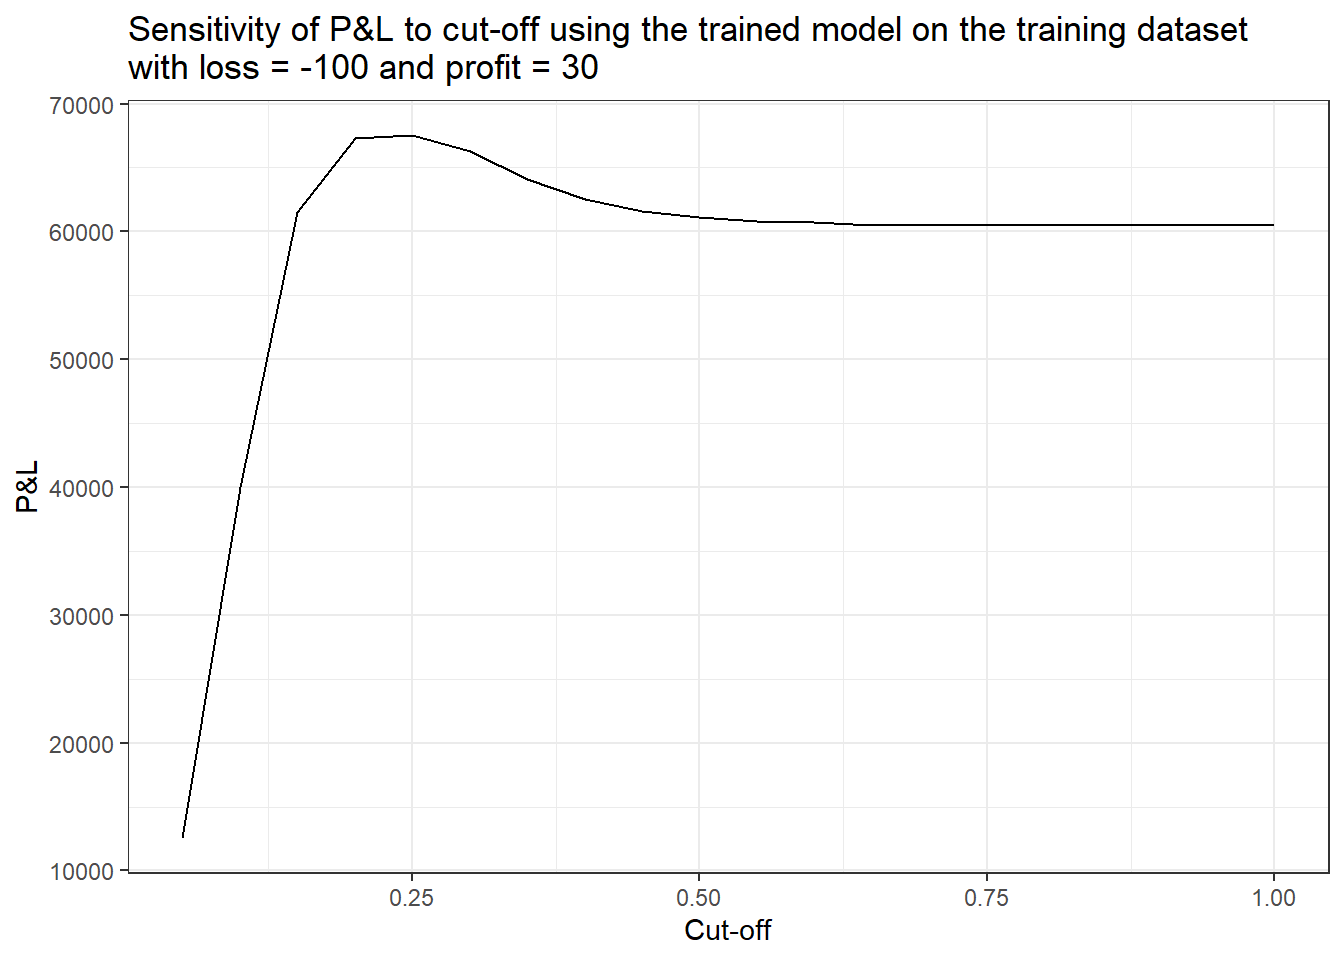 Sensitivity of P&L to cut-off using the trained model on the training dataset
with loss = -100 and profit = 30
70000
60000
50000
40000
30000
20000
10000
P&L
0.25
0.50
0.75
1.00
Cut-off